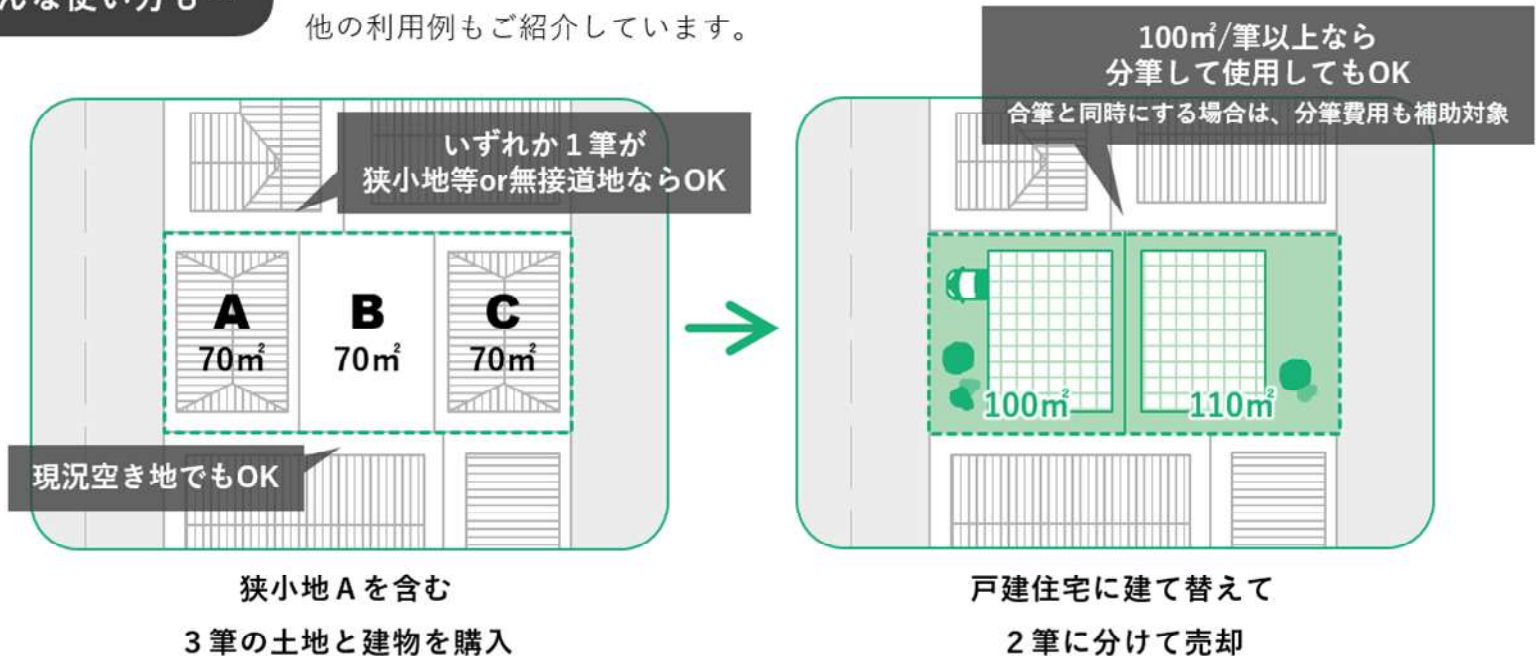 んな使い方も…
他の利用例もご紹介しています。
いずれか１筆が
狭小地等or無接道地ならOK
A
70㎡
B
70㎡
C
70㎡
現況空き地でもOK
狭小地Ａを含む
３筆の土地と建物を購入
100㎡/筆以上なら
分筆して使用してもOK
合筆と同時にする場合は、分筆費用も補助対象
100㎡
110㎡
戸建住宅に建て替えて
２筆に分けて売却